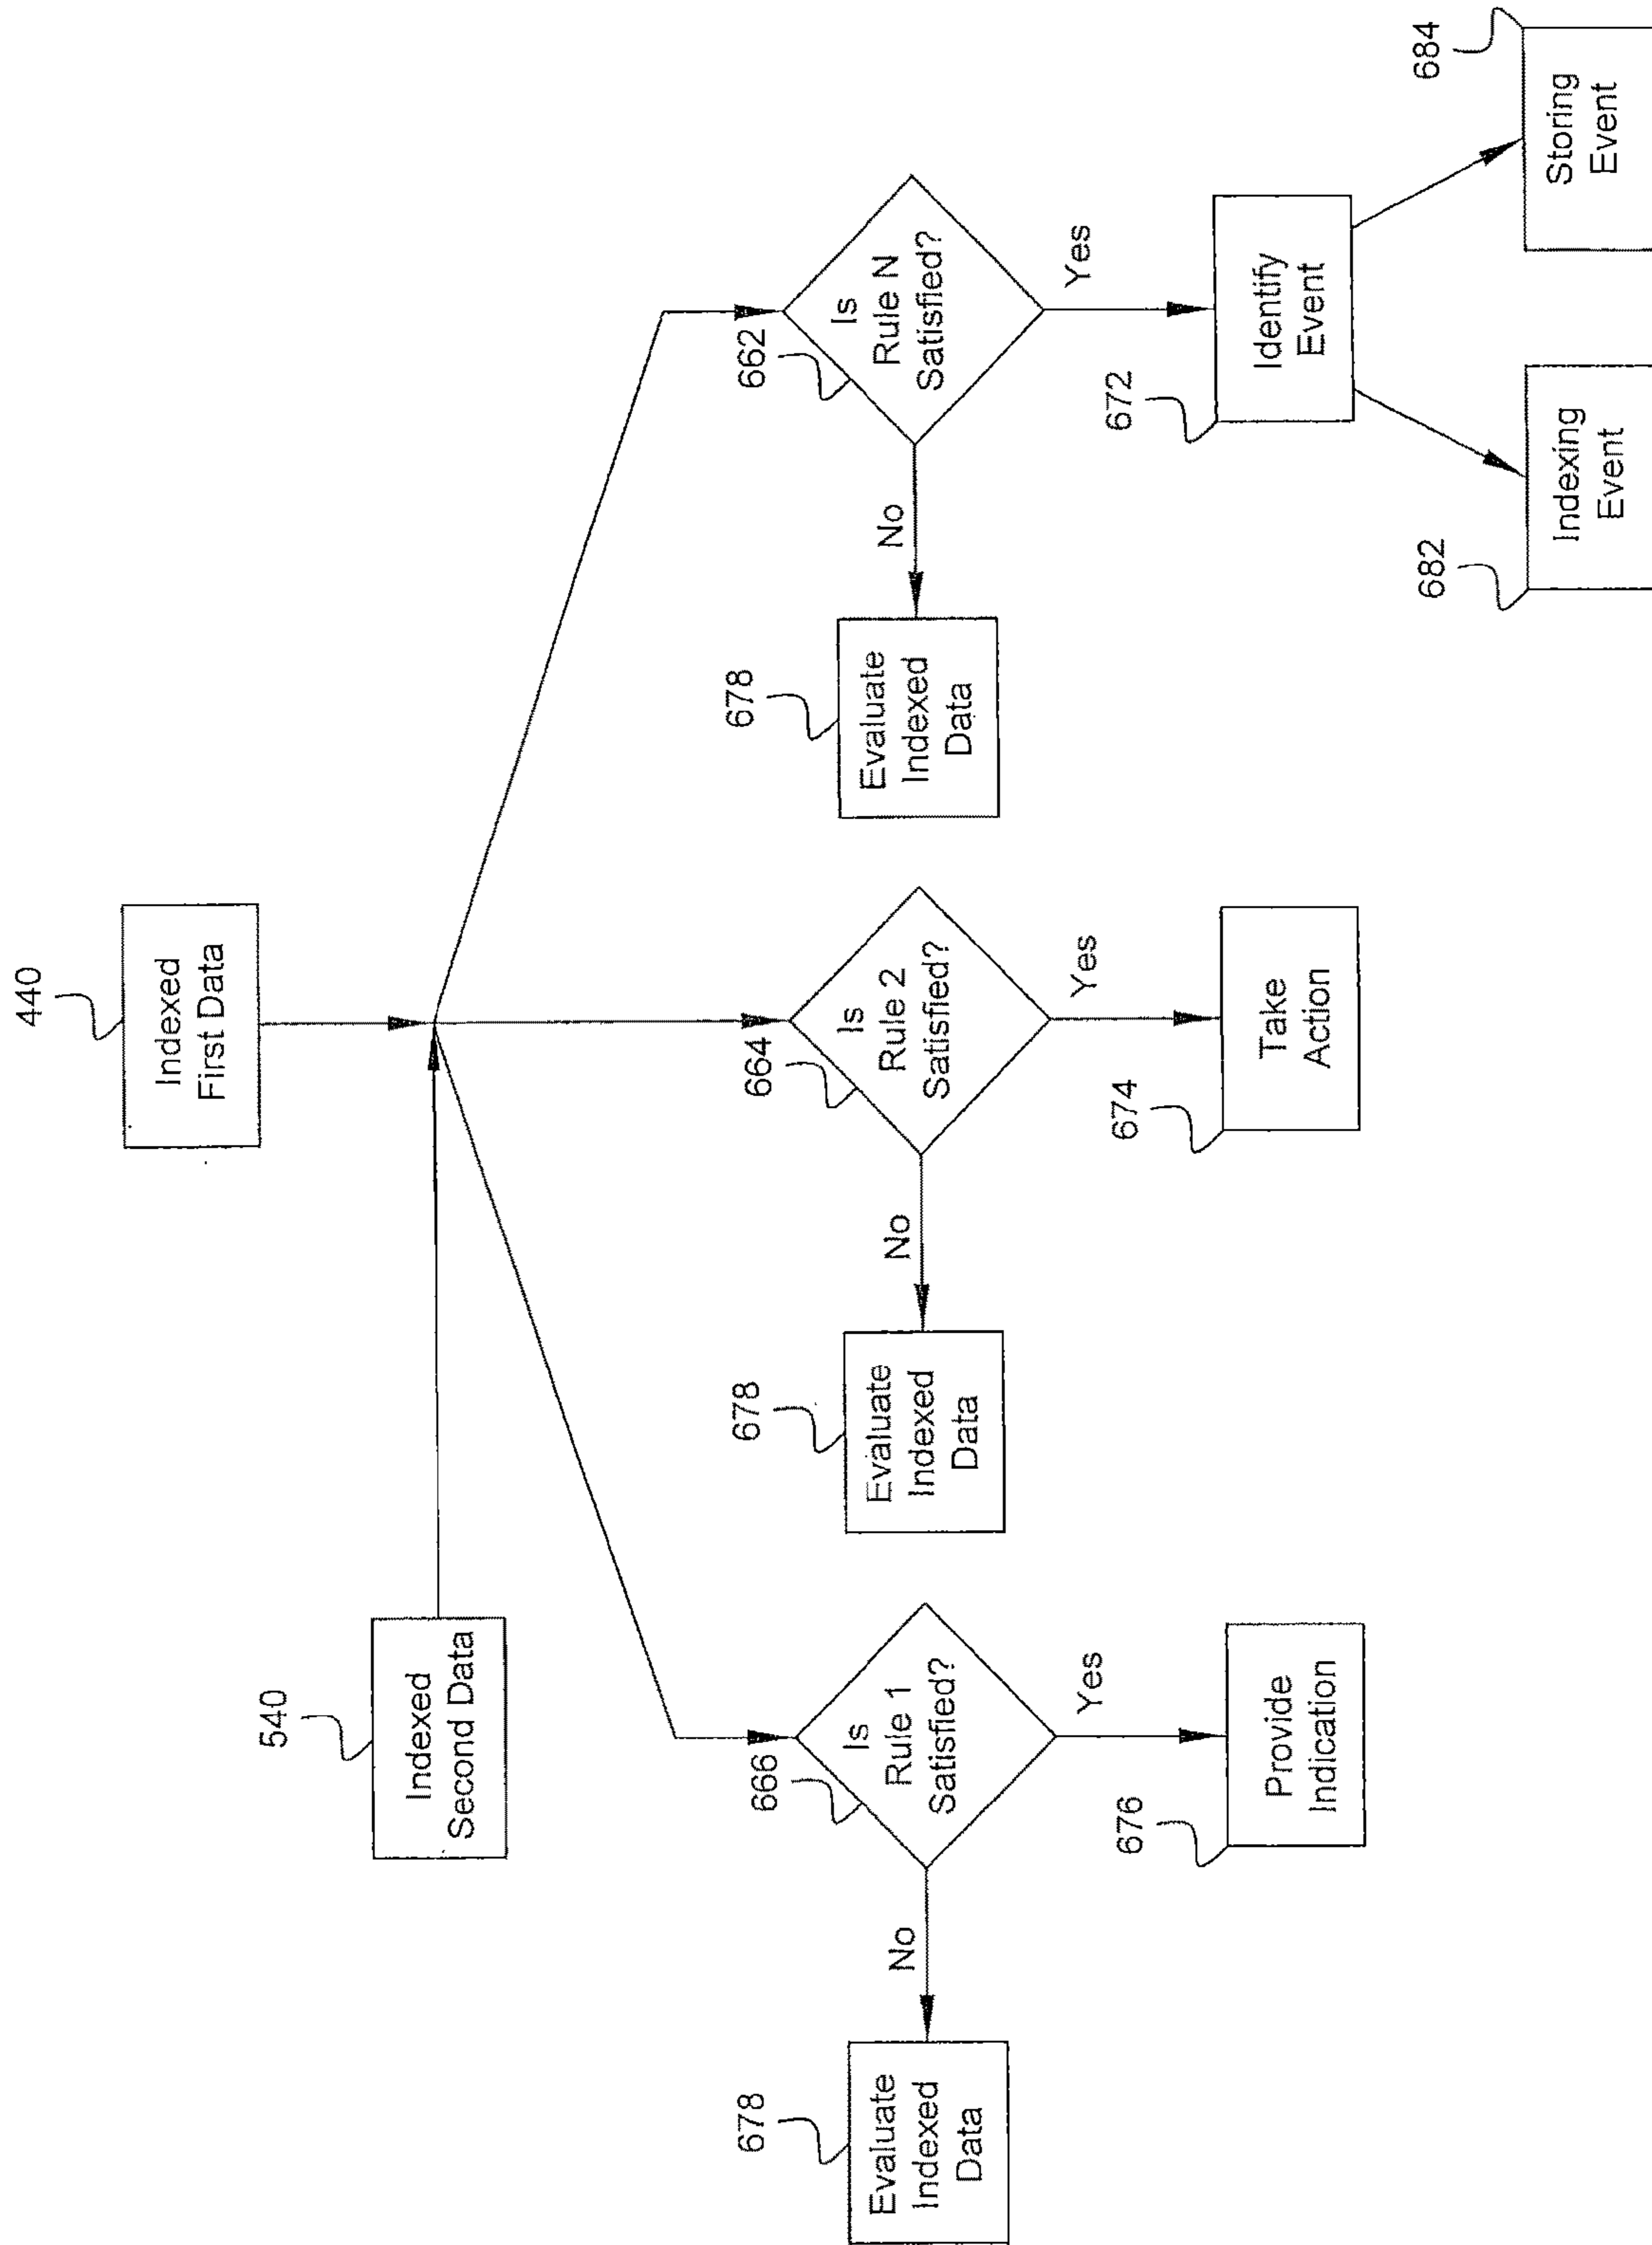 440
Indexed
First Data
540
Indexed
Second Data
666
Is
Rule 1
Satisfied?
No
Yes
678
Evaluate
Indexed
Data
676
Provide
Indication
664
Is
Rule 2
Satisfied?
No
Yes
678
Evaluate
Indexed
Data
674
Take
Action
662
Is
Rule N
Satisfied?
No
Yes
678
Evaluate
Indexed
Data
672
Identify
Event
682
Indexing
Event
684
Storing
Event